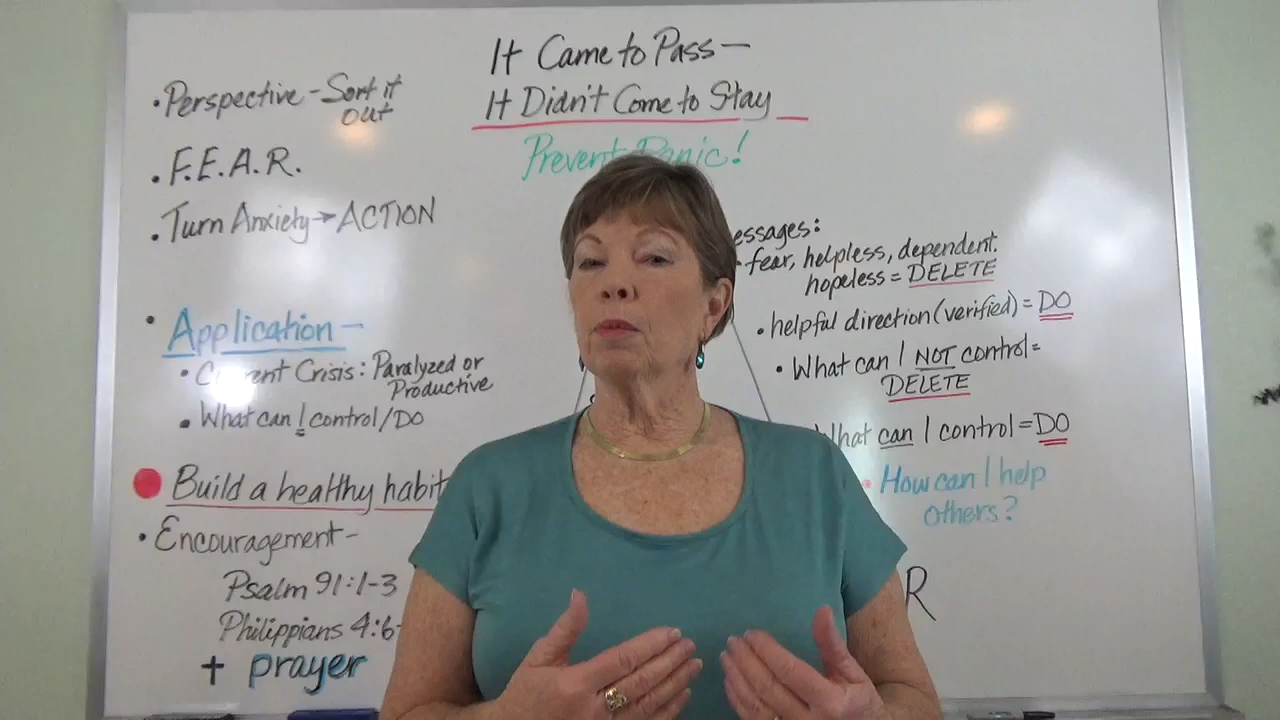 It Came to Pass—
It Didn't Come to Stay
Prevent Panic!
• Perspective – Sort it
out
• F.E.A.R.
• Turn Anxiety → ACTION
• Application –
• Current Crisis: Paralyzed or
Productive
• What can I control/DO
Build a healthy habit
• Encouragement –
Psalm 91:1-3
Philippians 4:6-
+ prayer
essages:
- fear, helpless, dependent.
hopeless = DELETE
• helpful direction (verified) = DO
• What can I NOT control =
DELETE
What can I control = DO
• How can I help
others?
R